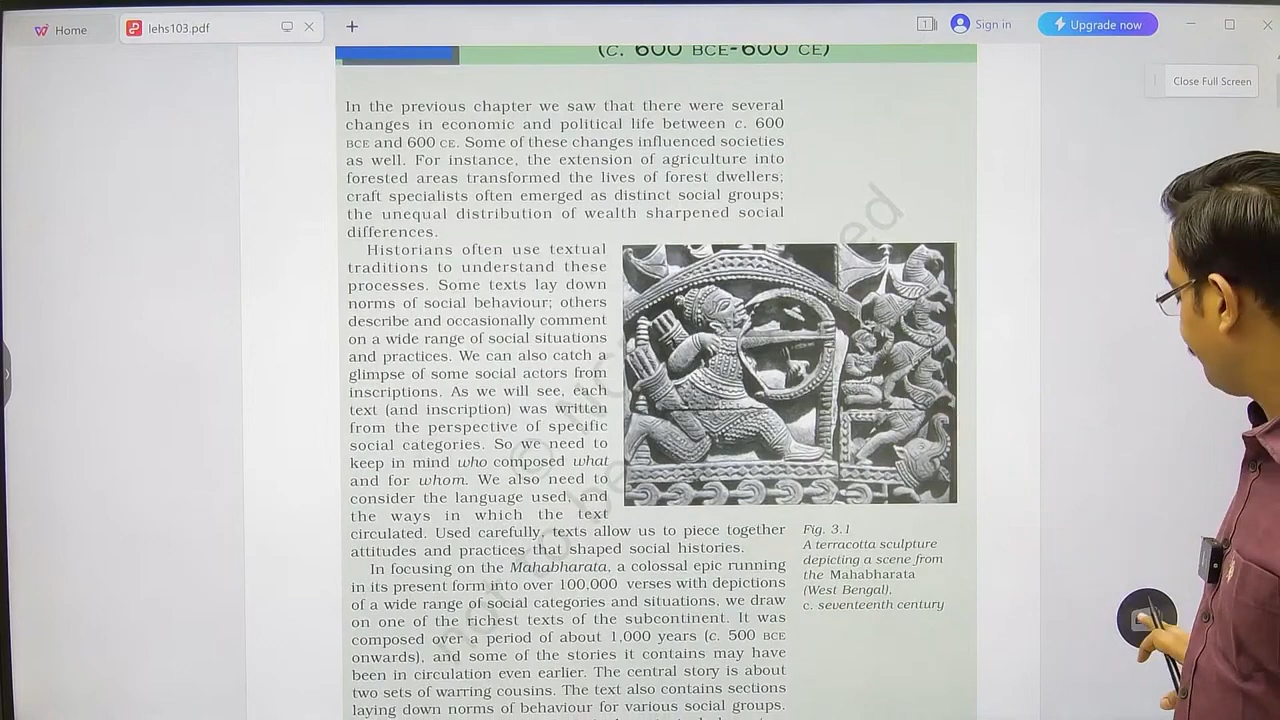 Home
lehs103.pdf
1
Sign in
Upgrade now
Close Full Screen
(C. 600 BCE-600 CE)
In the previous chapter we saw that there were several
changes in economic and political life between c. 600
BCE and 600 CE. Some of these changes influenced societies
as well. For instance, the extension of agriculture into
forested areas transformed the lives of forest dwellers;
craft specialists often emerged as distinct social groups;
the unequal distribution of wealth sharpened social
differences.
Historians often use textual
traditions to understand these
processes. Some texts lay down
norms of social behaviour; others
describe and occasionally comment
on a wide range of social situations
and practices. We can also catch a
glimpse of some social actors from
inscriptions. As we will see, each
text (and inscription) was written
from the perspective of specific
social categories. So we need to
keep in mind who composed what
and for whom. We also need to
consider the language used, and
the ways in which the text
circulated. Used carefully, texts allow us to piece together
attitudes and practices that shaped social histories.
In focusing on the Mahabharata, a colossal epic running
in its present form into over 100,000 verses with depictions
of a wide range of social categories and situations, we draw
on one of the richest texts of the subcontinent. It was
composed over a period of about 1,000 years (c. 500 BCE
onwards), and some of the stories it contains may have
been in circulation even earlier. The central story is about
two sets of warring cousins. The text also contains sections
laying down norms of behaviour for various social groups.
Fig. 3.1
A terracotta sculpture
depicting a scene from
the Mahabharata
(West Bengal),
c. seventeenth century